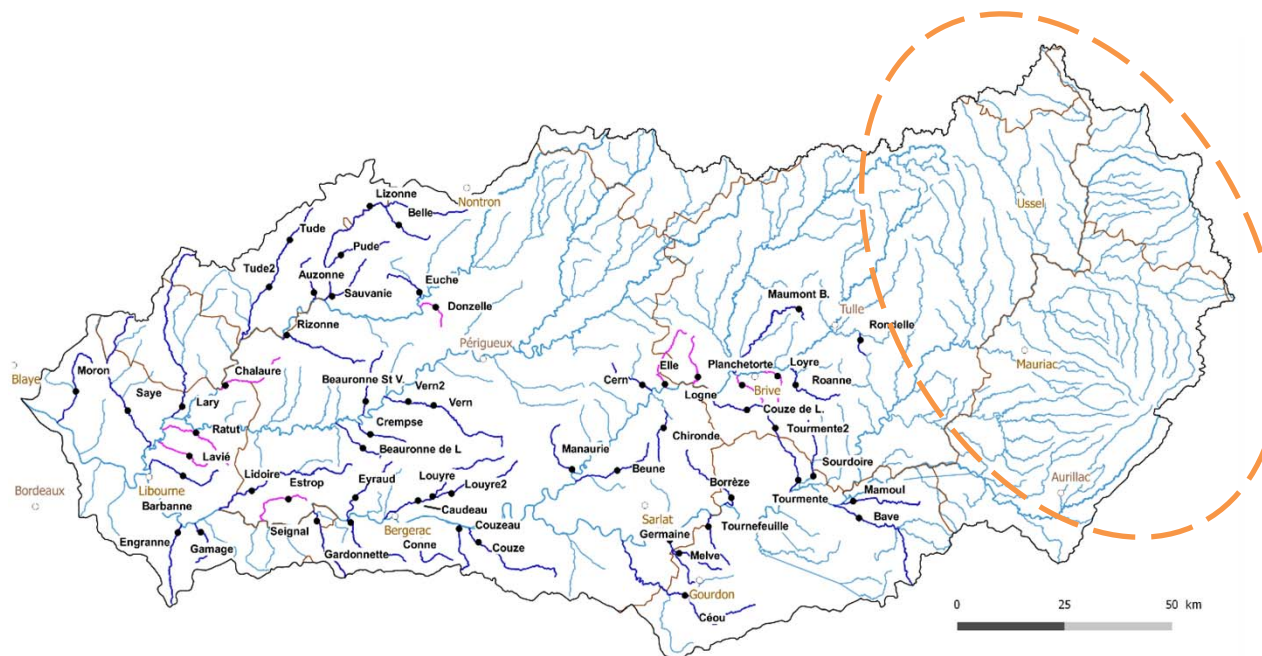 Lizonne
Nontron
Ussel
Belle
Tude
Pude
Tude2
Auzonne
Sauvanie
Euche
Donzelle
Maumont B.
Tulle
Rondelle
Rizonne
Périgueux
Mauriac
Blaye
Moron
Chalaure
Elle
Planchetorte
Loyre
Beauronne St V.
Vern2
Cern
Brive
Roanne
Saye
Lary
Vern
Logne
Couze de L.
Ratut
Crempse
Chironde
Tourmente2
Lavié
Beauronne de L
Manaurie
Lidoire
Beune
Sourdoire
Estrop
Eyraud
Louyre
Aurillac
Bordeaux
Libourne
Louyre2
Borrèze
Tourmente
Mamoul
Barbanne
Caudeau
Sarlat
Bave
Seignal
Bergerac
Couzeau
Tournefeuille
Engranne
Germaine
Gamage
Gardonnette
Conne
Couze
Melve
Gourdon
Céou
0 25 50 km